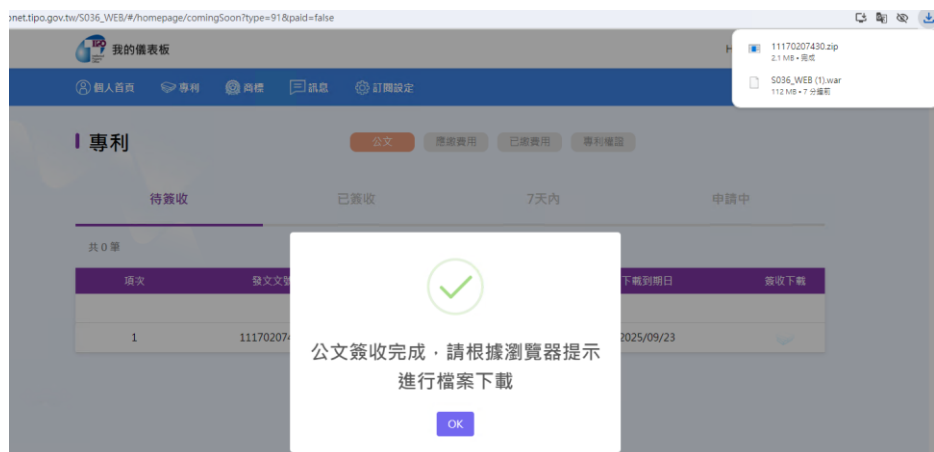 onet.tipo.gov.tw/S036_WEB/#/homepage/comingSoon?type=91&paid=false
TIPO 我的儀表板
H
11170207430.zip
2.1 MB • 完成
S036_WEB (1).war
112 MB • 7 分鐘前
個人首頁 專利 商標 訊息 訂閱設定
專利
公文 應繳費用 已繳費用 專利權證
待簽收 已簽收 7天內 申請中
共 0 筆
項次 發文文號 下載到期日 簽收下載
1 11170207 2025/09/23
公文簽收完成，請根據瀏覽器提示
進行檔案下載
OK